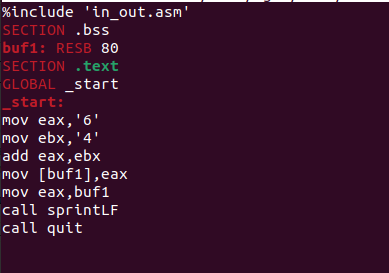 %include 'in_out.asm'
SECTION .bss
buf1: RESB 80
SECTION .text
GLOBAL _start
_start:
mov eax,'6'
mov ebx,'4'
add eax,ebx
mov [buf1],eax
mov eax,buf1
call sprintLF
call quit